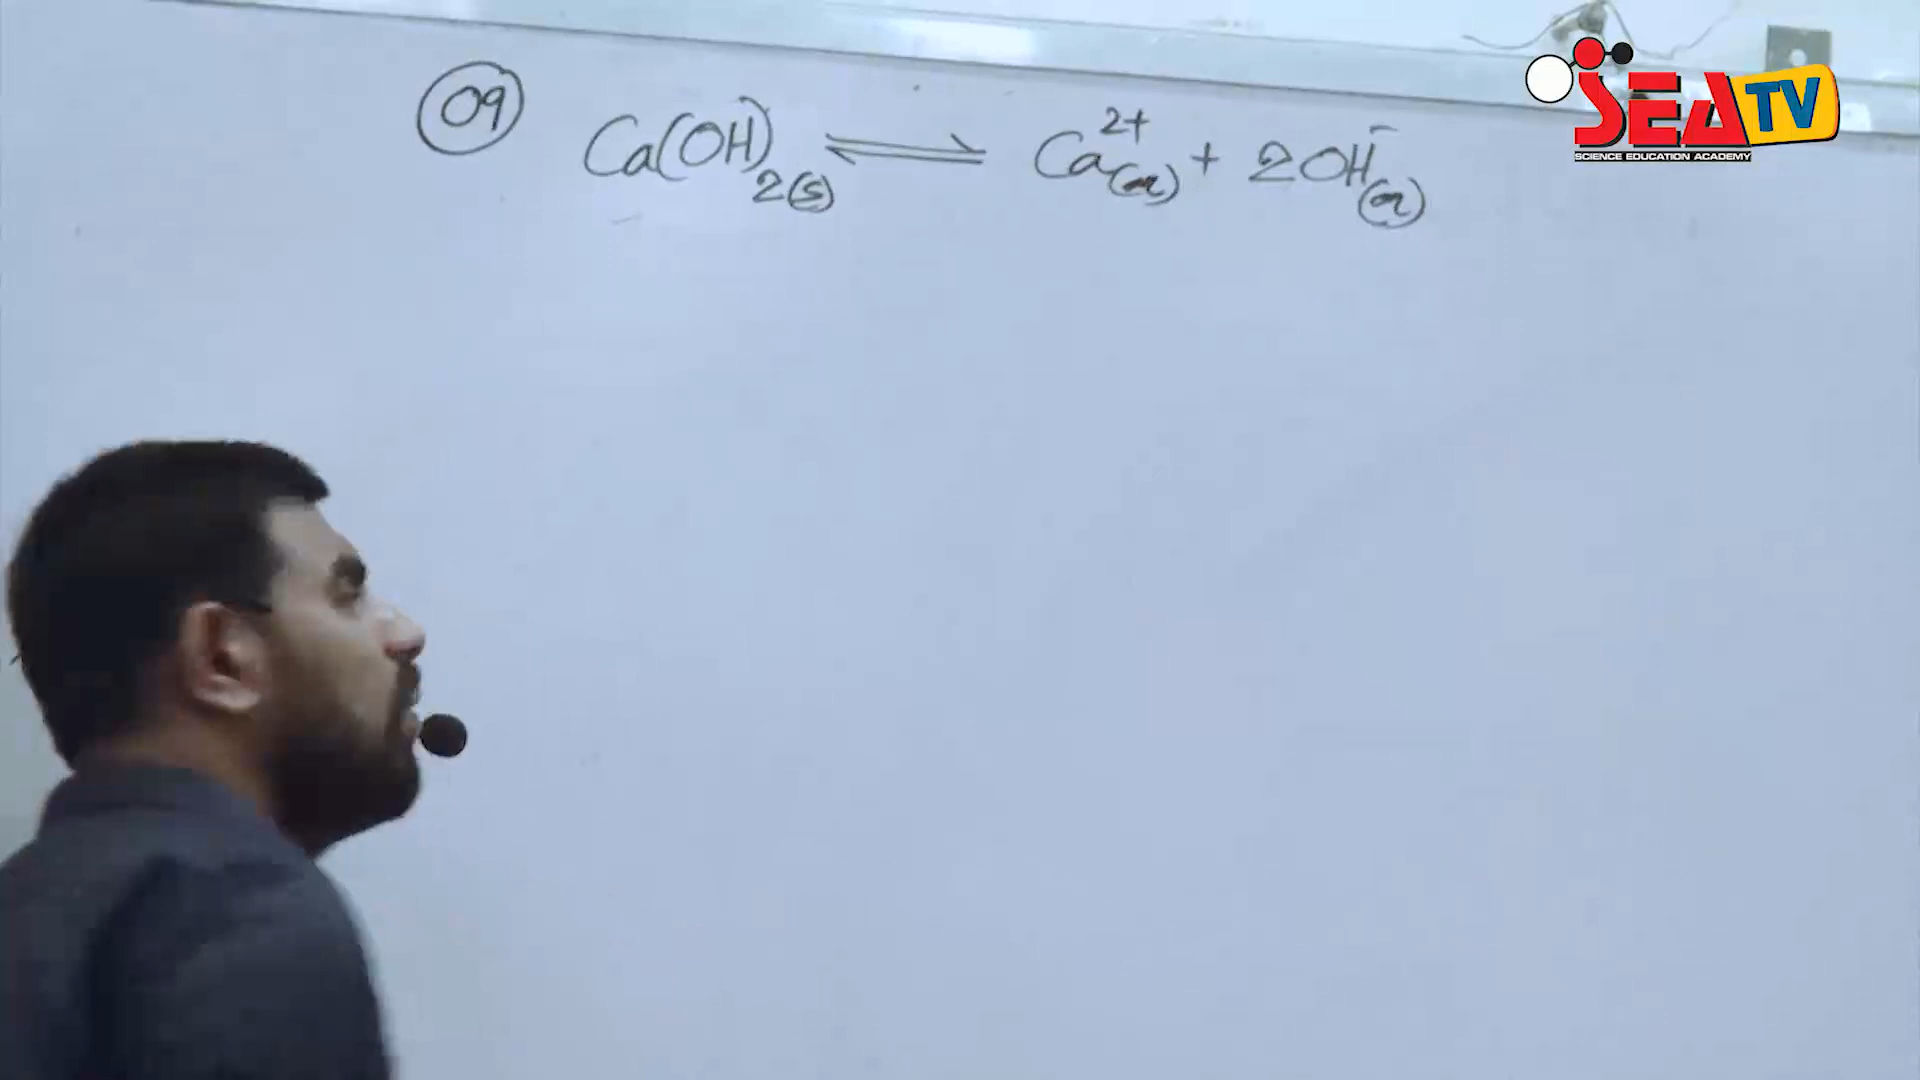 09 Ca(OH)2(s) ⇌ Ca2+(aq) + 2OH-(aq)
SEA TV
SCIENCE EDUCATION ACADEMY